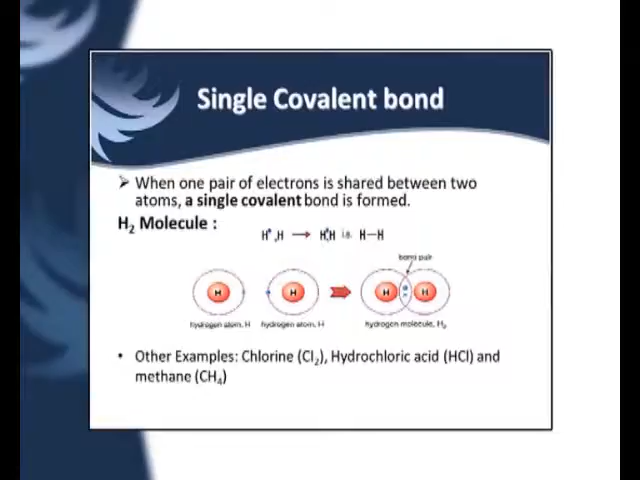 Single Covalent bond
➢ When one pair of electrons is shared between two
atoms, a single covalent bond is formed.
H₂ Molecule :
H• .H → H:H i.e. H—H
bond pair
H H H H
hydrogen atom, H hydrogen atom, H hydrogen molecule, H₂
• Other Examples: Chlorine (Cl₂), Hydrochloric acid (HCl) and
methane (CH₄)